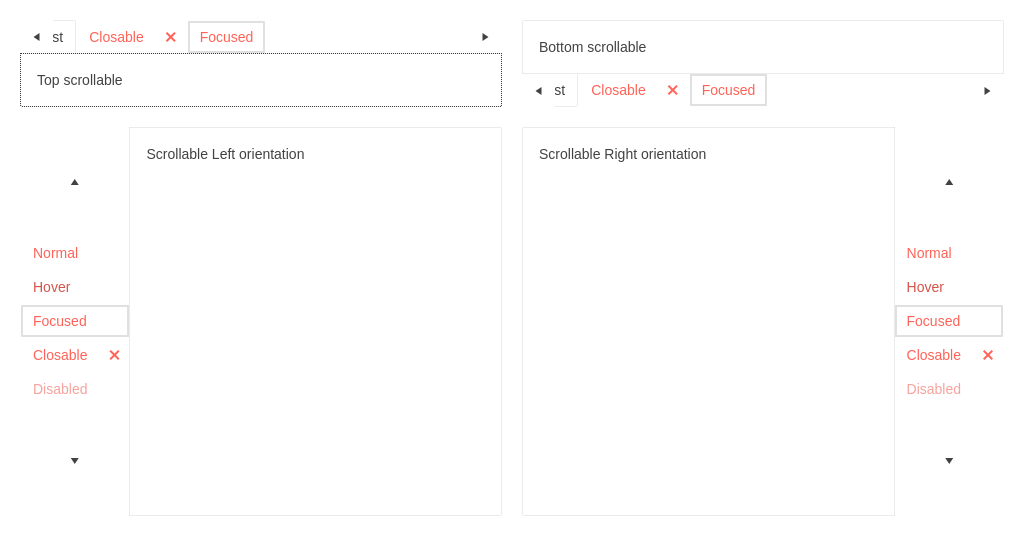 st Closable Focused
Top scrollable
Bottom scrollable
st Closable Focused
Scrollable Left orientation
Normal
Hover
Focused
Closable
Disabled
Scrollable Right orientation
Normal
Hover
Focused
Closable
Disabled